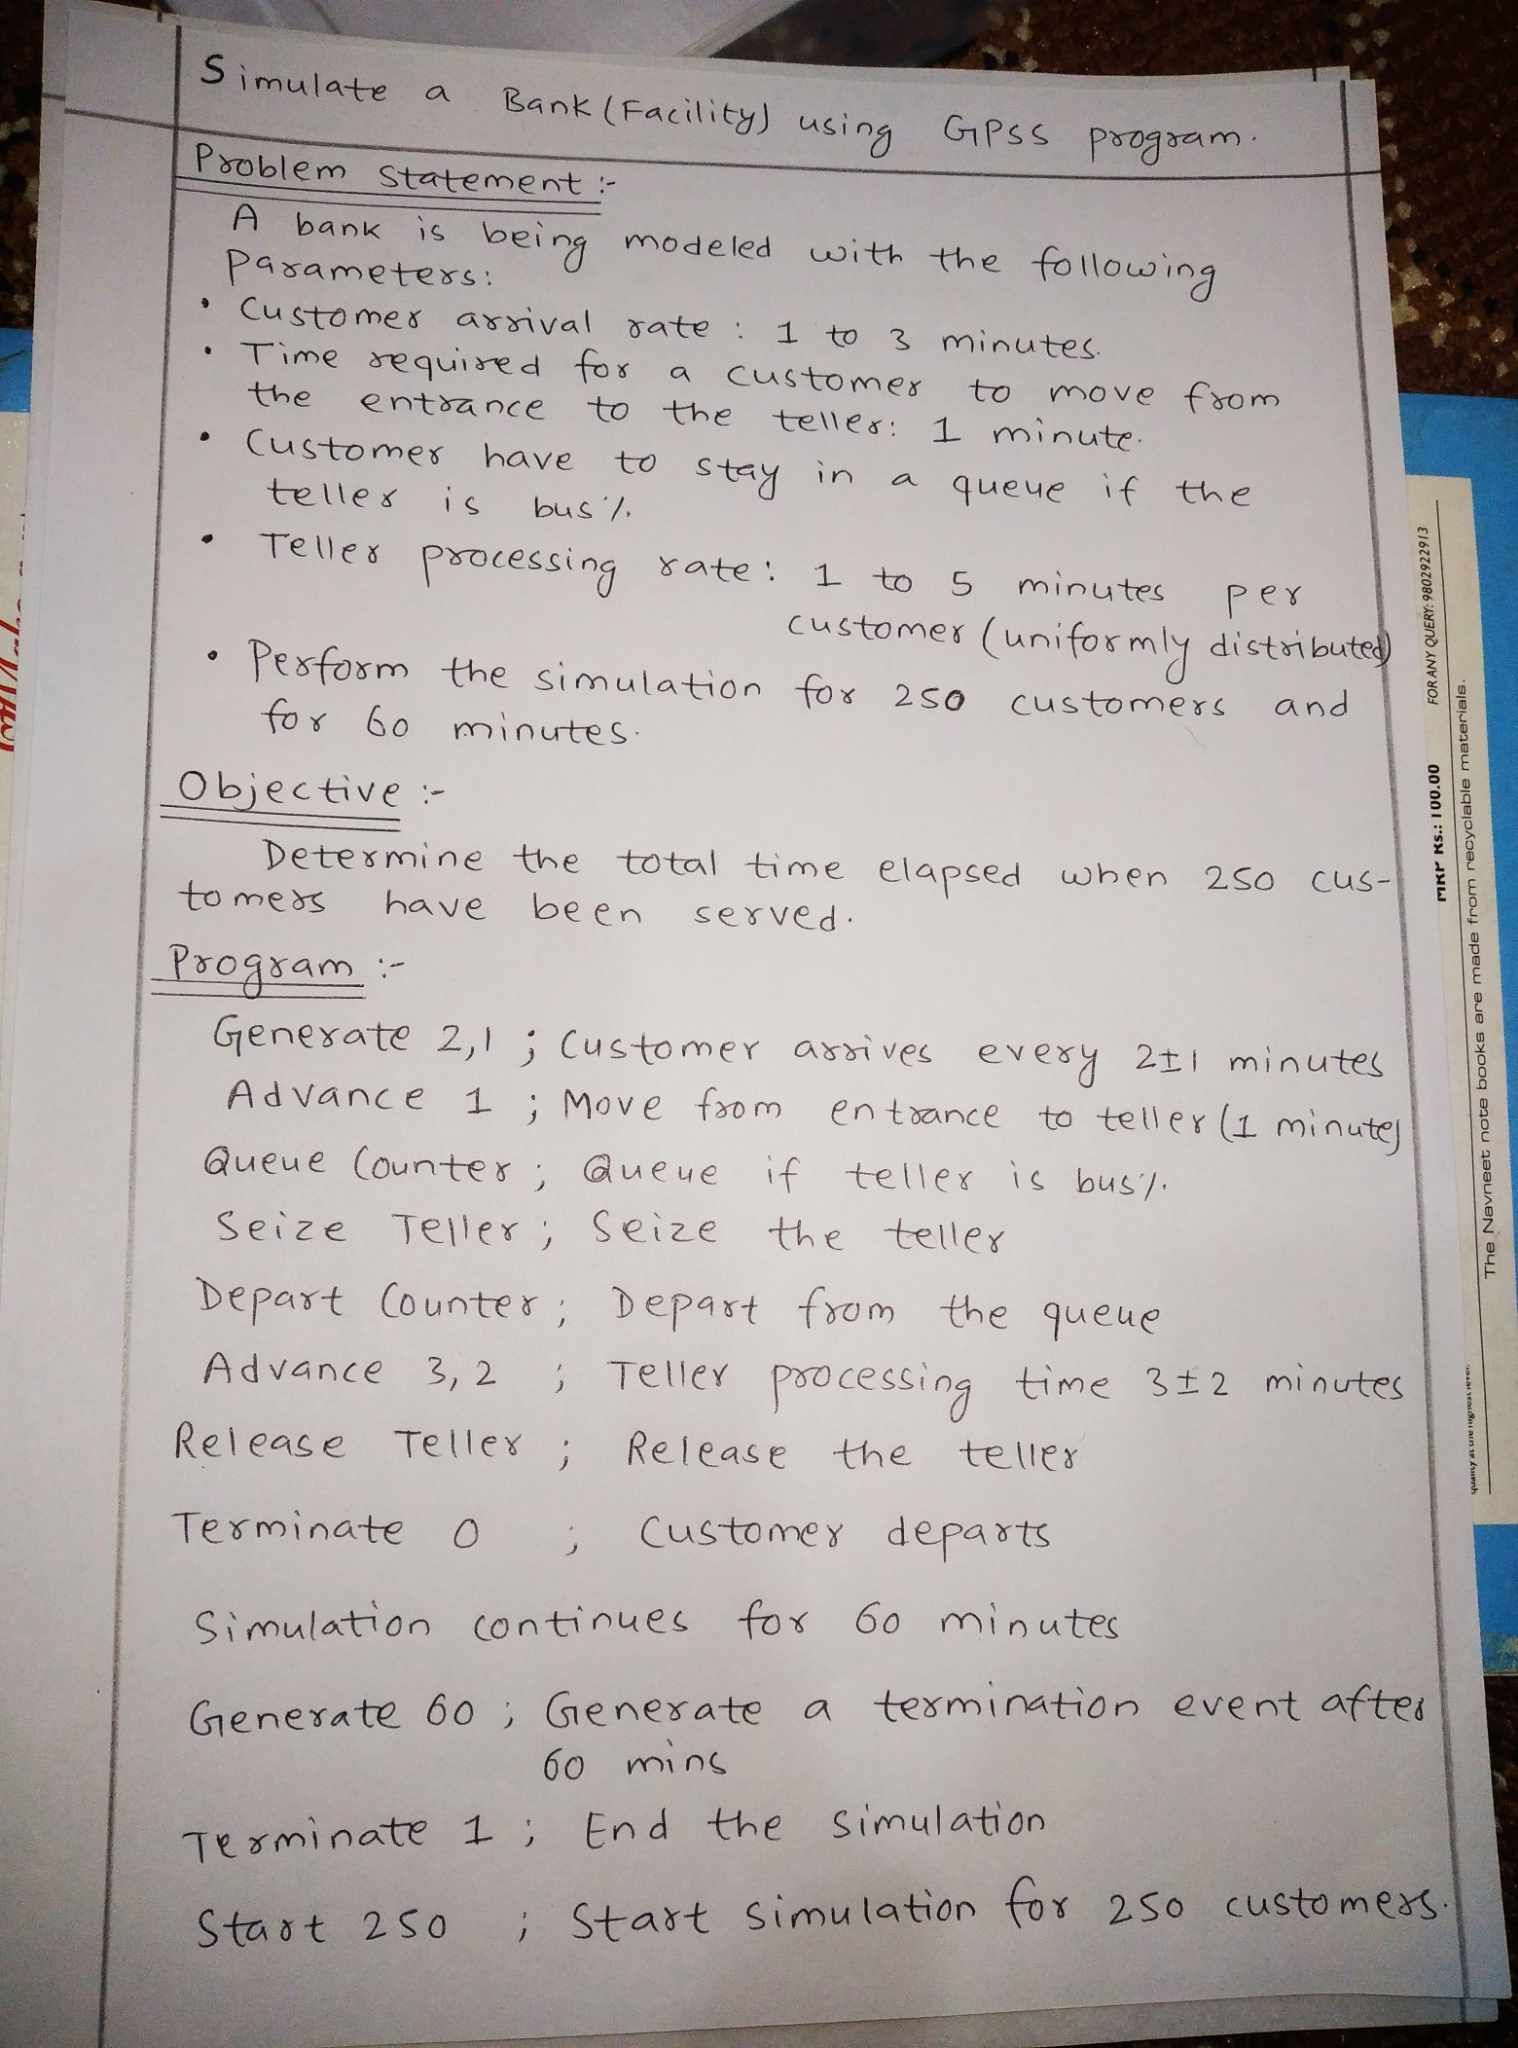 Simulate a Bank (Facility) using GPSS program.
Problem statement :-
A bank is being modeled with the following
Parameters:
• Customer arrival rate : 1 to 3 minutes.
• Time required for a customer to move from
the entrance to the teller: 1 minute.
• Customer have to stay in a queue if the
teller is busy.
• Teller processing rate: 1 to 5 minutes per
customer (uniformly distributed)
• Perform the simulation for 250 customers and
for 60 minutes.
Objective :-
Determine the total time elapsed when 250 cus-
tomers have been served.
Program :-
Generate 2,1 ; Customer arrives every 2±1 minutes
Advance 1 ; Move from entrance to teller (1 minute)
Queue Counter ; Queue if teller is busy.
Seize Teller ; Seize the teller
Depart Counter ; Depart from the queue
Advance 3,2 ; Teller processing time 3±2 minutes
Release Teller ; Release the teller
Terminate 0 ; Customer departs
Simulation continues for 60 minutes
Generate 60 ; Generate a termination event after
60 mins
Terminate 1 ; End the simulation
Start 250 ; Start simulation for 250 customers.
MRP Rs.: 100.00 FOR ANY QUERY: 9802922913
The Navneet note books are made from recyclable materials.